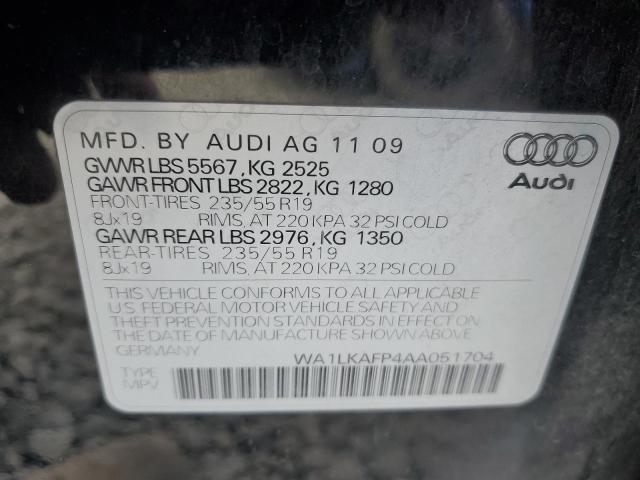 MFD. BY AUDI AG 11 09
GVWR LBS 5567, KG 2525
GAWR FRONT LBS 2822, KG 1280
FRONT-TIRES 235/55 R19
8Jx19 RIMS, AT 220 KPA 32 PSI COLD
GAWR REAR LBS 2976, KG 1350
REAR-TIRES 235/55 R19
8Jx19 RIMS, AT 220 KPA 32 PSI COLD
THIS VEHICLE CONFORMS TO ALL APPLICABLE
U S FEDERAL MOTOR VEHICLE SAFETY AND
THEFT PREVENTION STANDARDS IN EFFECT ON
THE DATE OF MANUFACTURE SHOWN ABOVE
GERMANY WA1LKAFP4AA051704
TYPE
MPV
Audi